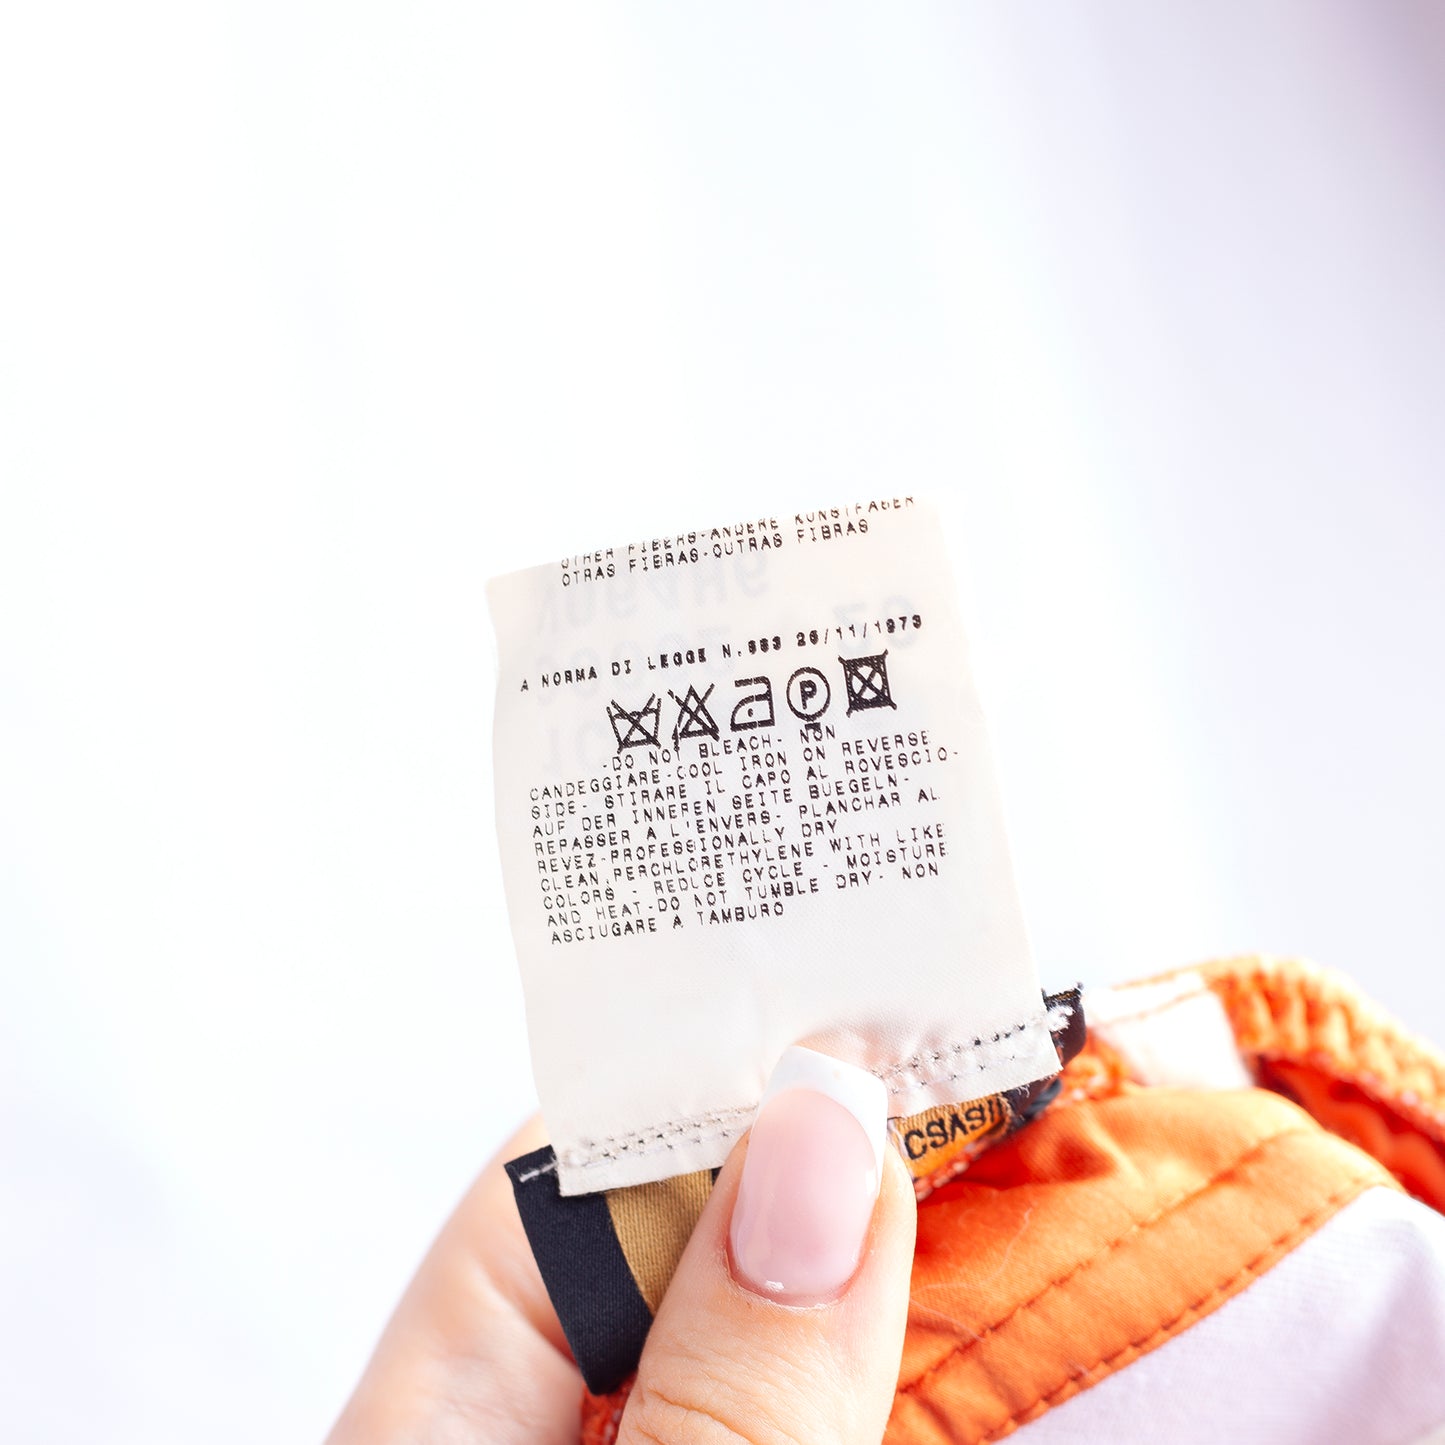 OTHER FIBERS-ANDERE KUNSTFASER
OTRAS FIBRAS-OUTRAS FIBRAS
A NORMA DI LEGGE N.883 26/11/1973
P
-DO NOT BLEACH- NON
CANDEGGIARE-COOL IRON ON REVERSE
SIDE- STIRARE IL CAPO AL ROVESCIO-
AUF DER INNEREN SEITE BUEGELN-
REPASSER A L'ENVERS- PLANCHAR AL
REVEZ-PROFESSIONALLY DRY
CLEAN,PERCHLORETHYLENE WITH LIKE
COLORS - REDUCE CYCLE - MOISTURE
AND HEAT-DO NOT TUMBLE DRY- NON
ASCIUGARE A TAMBURO